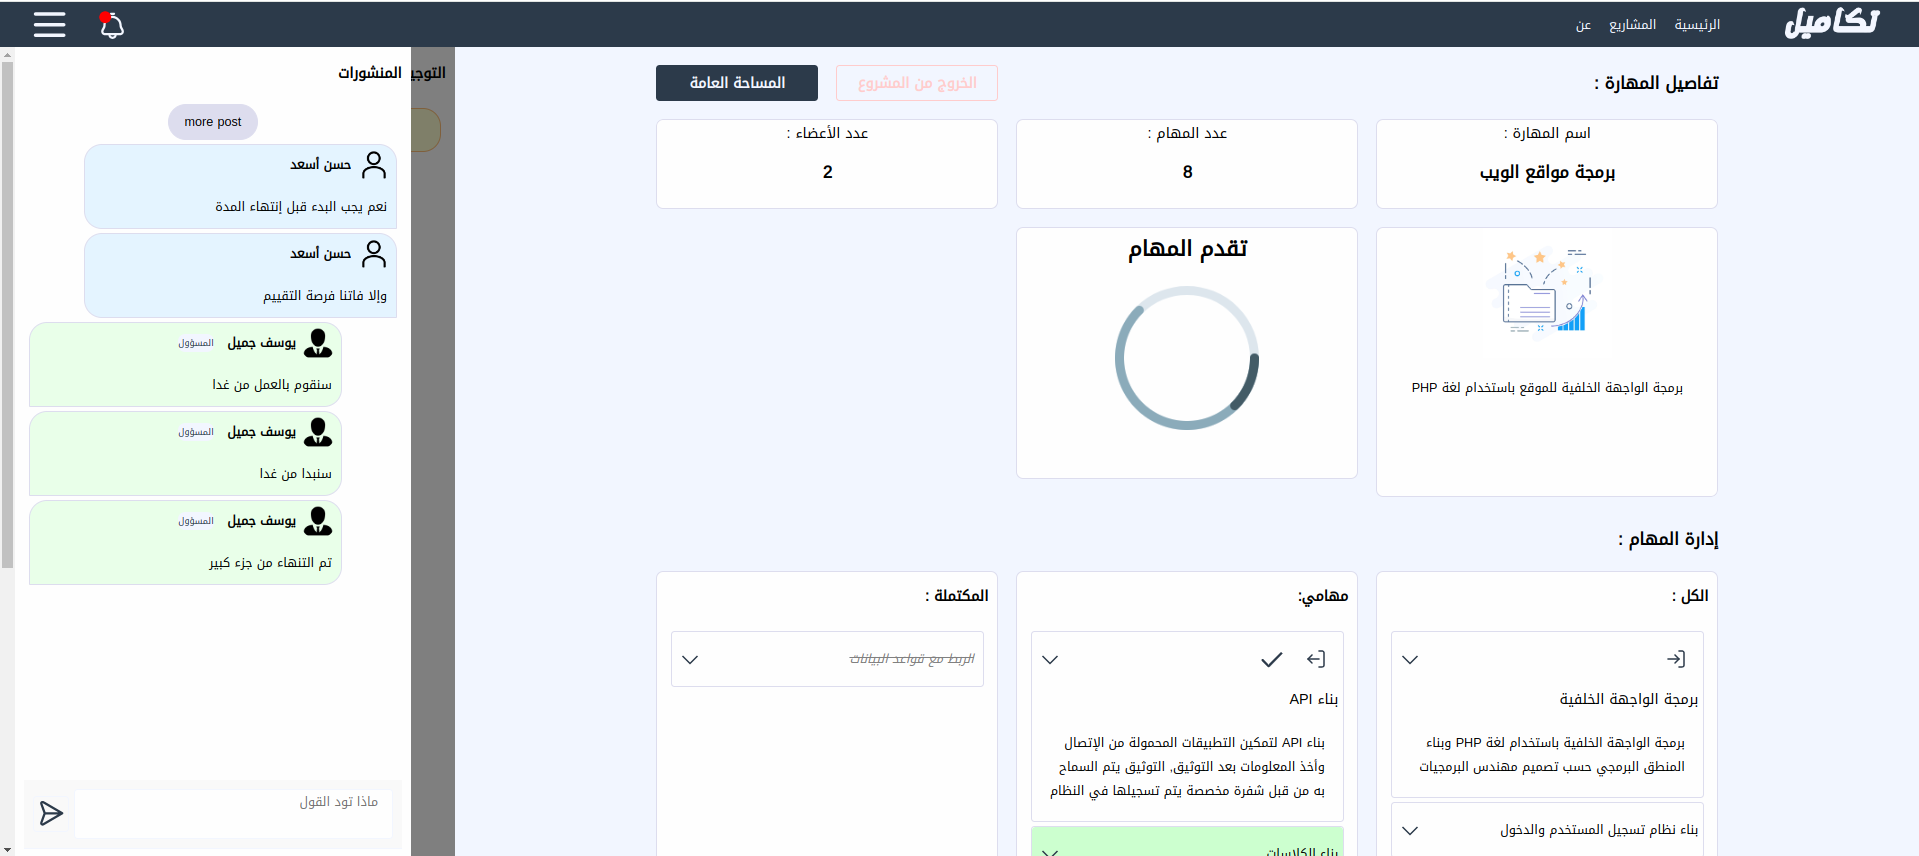 تكاميل
الرئيسية
المشاريع
عن
تفاصيل المهارة :
الخروج من المشروع
المساحة العامة
اسم المهارة :
برمجة مواقع الويب
عدد المهام :
8
عدد الأعضاء :
2
برمجة الواجهة الخلفية للموقع باستخدام لغة PHP
تقدم المهام
إدارة المهام :
الكل :
برمجة الواجهة الخلفية
برمجة الواجهة الخلفية باستخدام لغة PHP وبناء
المنطق البرمجي حسب تصميم مهندس البرمجيات
بناء نظام تسجيل المستخدم والدخول
مهامي:
بناء API
بناء API لتمكين التطبيقات المحمولة من الإتصال
وأخذ المعلومات بعد التوثيق, التوثيق يتم السماح
به من قبل شفرة مخصصة يتم تسجيلها في النظام
بناء الكلاسات
المكتملة :
الربط مع قواعد البيانات
المنشورات
more post
حسن أسعد
نعم يجب البدء قبل إنتهاء المدة
حسن أسعد
وإلا فاتنا فرصة التقييم
يوسف جميل المسؤول
سنقوم بالعمل من غدا
يوسف جميل المسؤول
سنبدا من غدا
يوسف جميل المسؤول
تم التنهاء من جزء كبير
ماذا تود القول